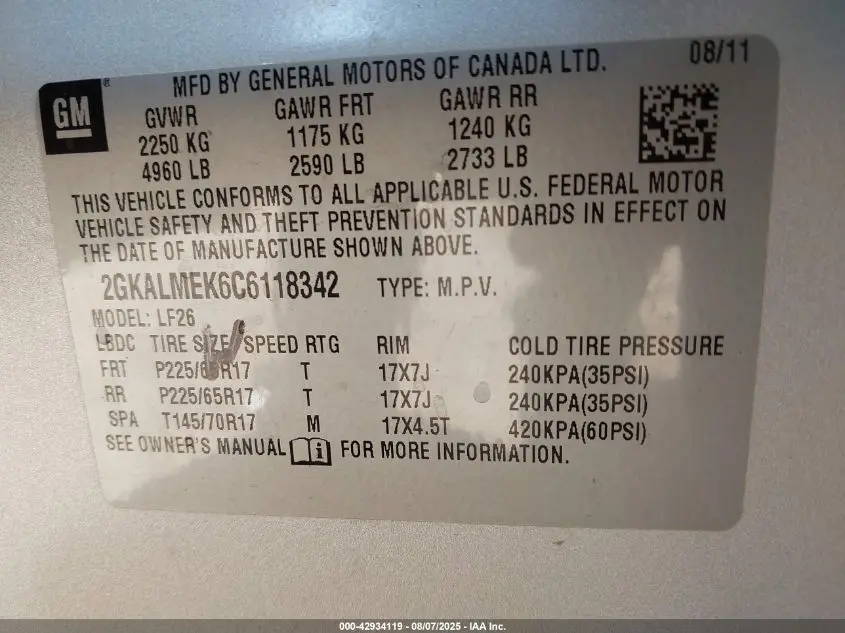 08/11
GM®
MFD BY GENERAL MOTORS OF CANADA LTD.
GVWR GAWR FRT GAWR RR
2250 KG 1175 KG 1240 KG
4960 LB 2590 LB 2733 LB
THIS VEHICLE CONFORMS TO ALL APPLICABLE U.S. FEDERAL MOTOR
VEHICLE SAFETY AND THEFT PREVENTION STANDARDS IN EFFECT ON
THE DATE OF MANUFACTURE SHOWN ABOVE.
2GKALMEK6C6118342 TYPE: M.P.V.
MODEL: LF26
LBDC TIRE SIZE SPEED RTG RIM COLD TIRE PRESSURE
FRT P225/65R17 T 17X7J 240KPA(35PSI)
RR P225/65R17 T 17X7J 240KPA(35PSI)
SPA T145/70R17 M 17X4.5T 420KPA(60PSI)
SEE OWNER'S MANUAL i FOR MORE INFORMATION.
000-42934119 - 08/07/2025 - IAA Inc.